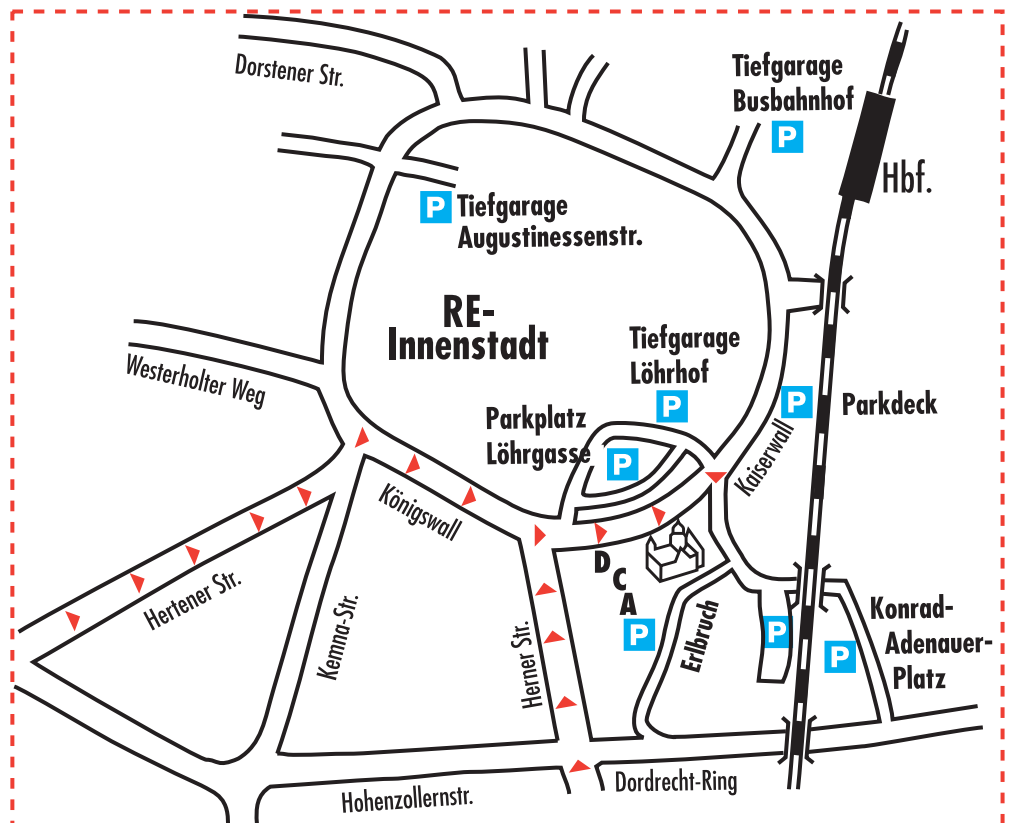 Dorstener Str.
Tiefgarage
Busbahnhof
P
Hbf.
P Tiefgarage
Augustinessenstr.
RE-
Innenstadt
Tiefgarage
Löhrhof
P
Westerholter Weg
P
Parkdeck
Parkplatz
Löhrgasse
P
Kaiserwall
Königswall
D
C
A
P
Hertener Str.
Kemna-Str.
Herner Str.
Erlbruch
P
P
Konrad-
Adenauer-
Platz
Dordrecht-Ring
Hohenzollernstr.